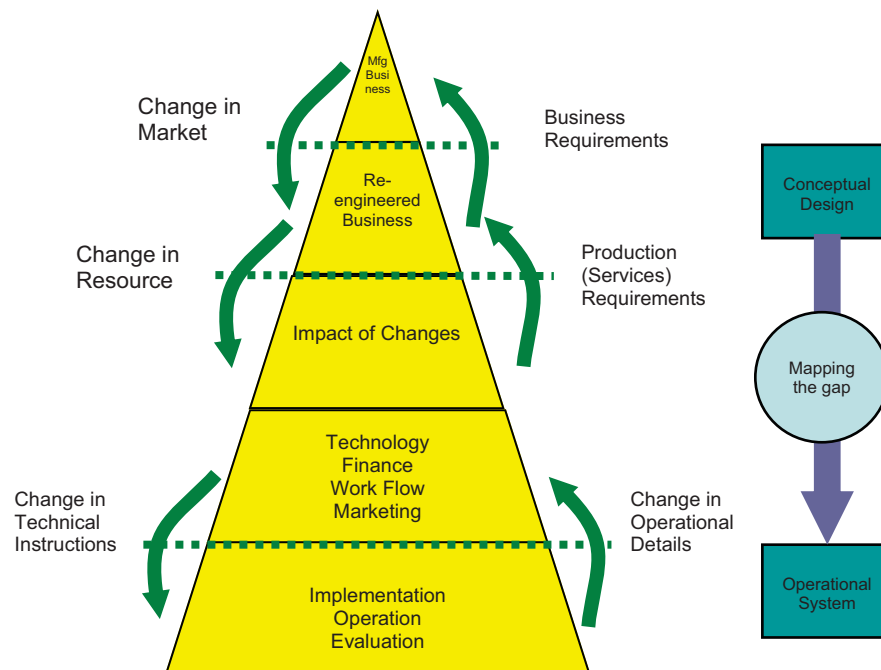 Mfg
Busi
ness
Change in
Market
Business
Requirements
Re-
engineered
Business
Change in
Resource
Production
(Services)
Requirements
Impact of Changes
Technology
Finance
Work Flow
Marketing
Change in
Technical
Instructions
Change in
Operational
Details
Implementation
Operation
Evaluation
Conceptual
Design
Mapping
the gap
Operational
System